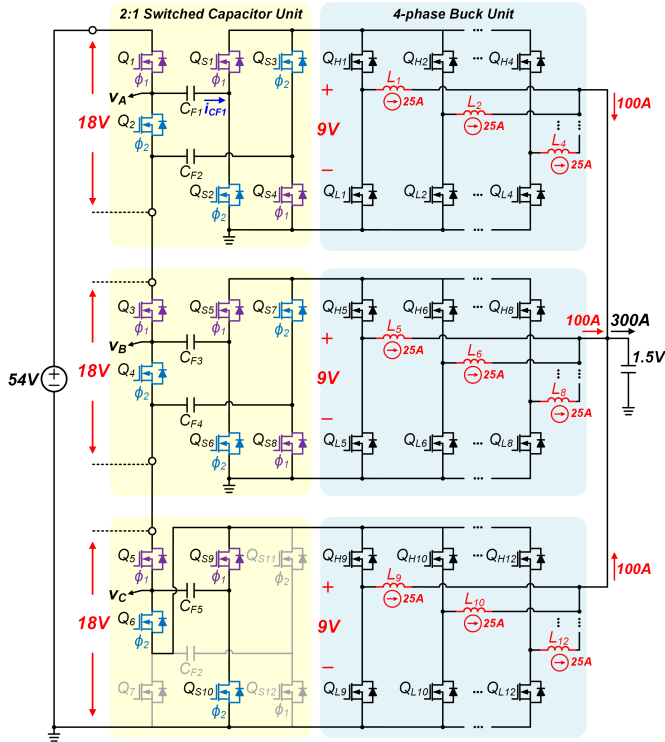 2:1 Switched Capacitor Unit
4-phase Buck Unit
Q1 ϕ1 QS1 ϕ1 QS3 ϕ2 QH1 QH2 ... QH4
vA CF1 iCF1 + L1 25A 100A
18V Q2 ϕ2 9V L2 25A
CF2 L4 25A
QS2 ϕ2 QS4 ϕ1 − QL1 QL2 ... QL4
Q3 ϕ1 QS5 ϕ1 QS7 ϕ2 QH5 QH6 ... QH8
vB CF3 + L5 25A 100A 300A
54V 18V Q4 ϕ2 9V L6 25A 1.5V
CF4 L8 25A
QS6 ϕ2 QS8 ϕ1 − QL5 QL6 ... QL8
Q5 ϕ1 QS9 ϕ1 QS11 ϕ2 QH9 QH10 ... QH12
vC CF5 + L9 25A 100A
18V Q6 ϕ2 9V L10 25A
CF2 L12 25A
Q7 ϕ1 QS10 ϕ2 QS12 ϕ1 − QL9 QL10 ... QL12